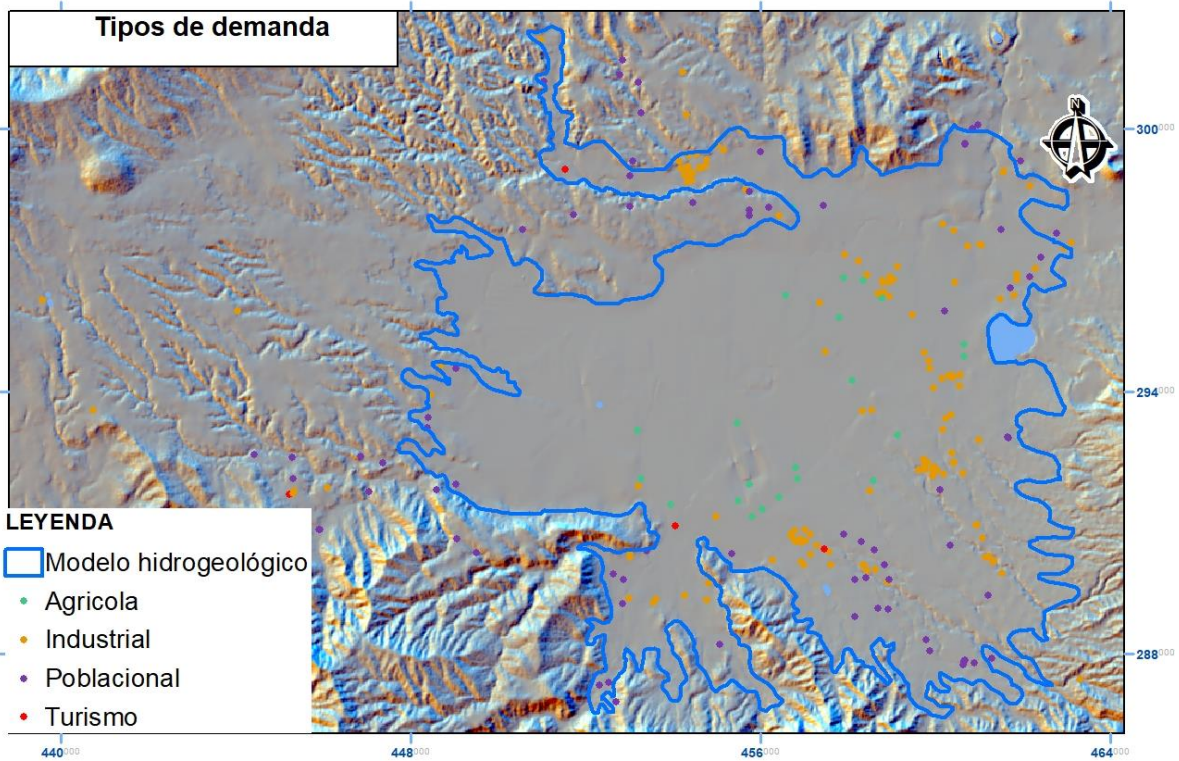 Tipos de demanda
N
300000
294000
288000
LEYENDA
Modelo hidrogeológico
Agricola
Industrial
Poblacional
Turismo
440000
448000
456000
464000